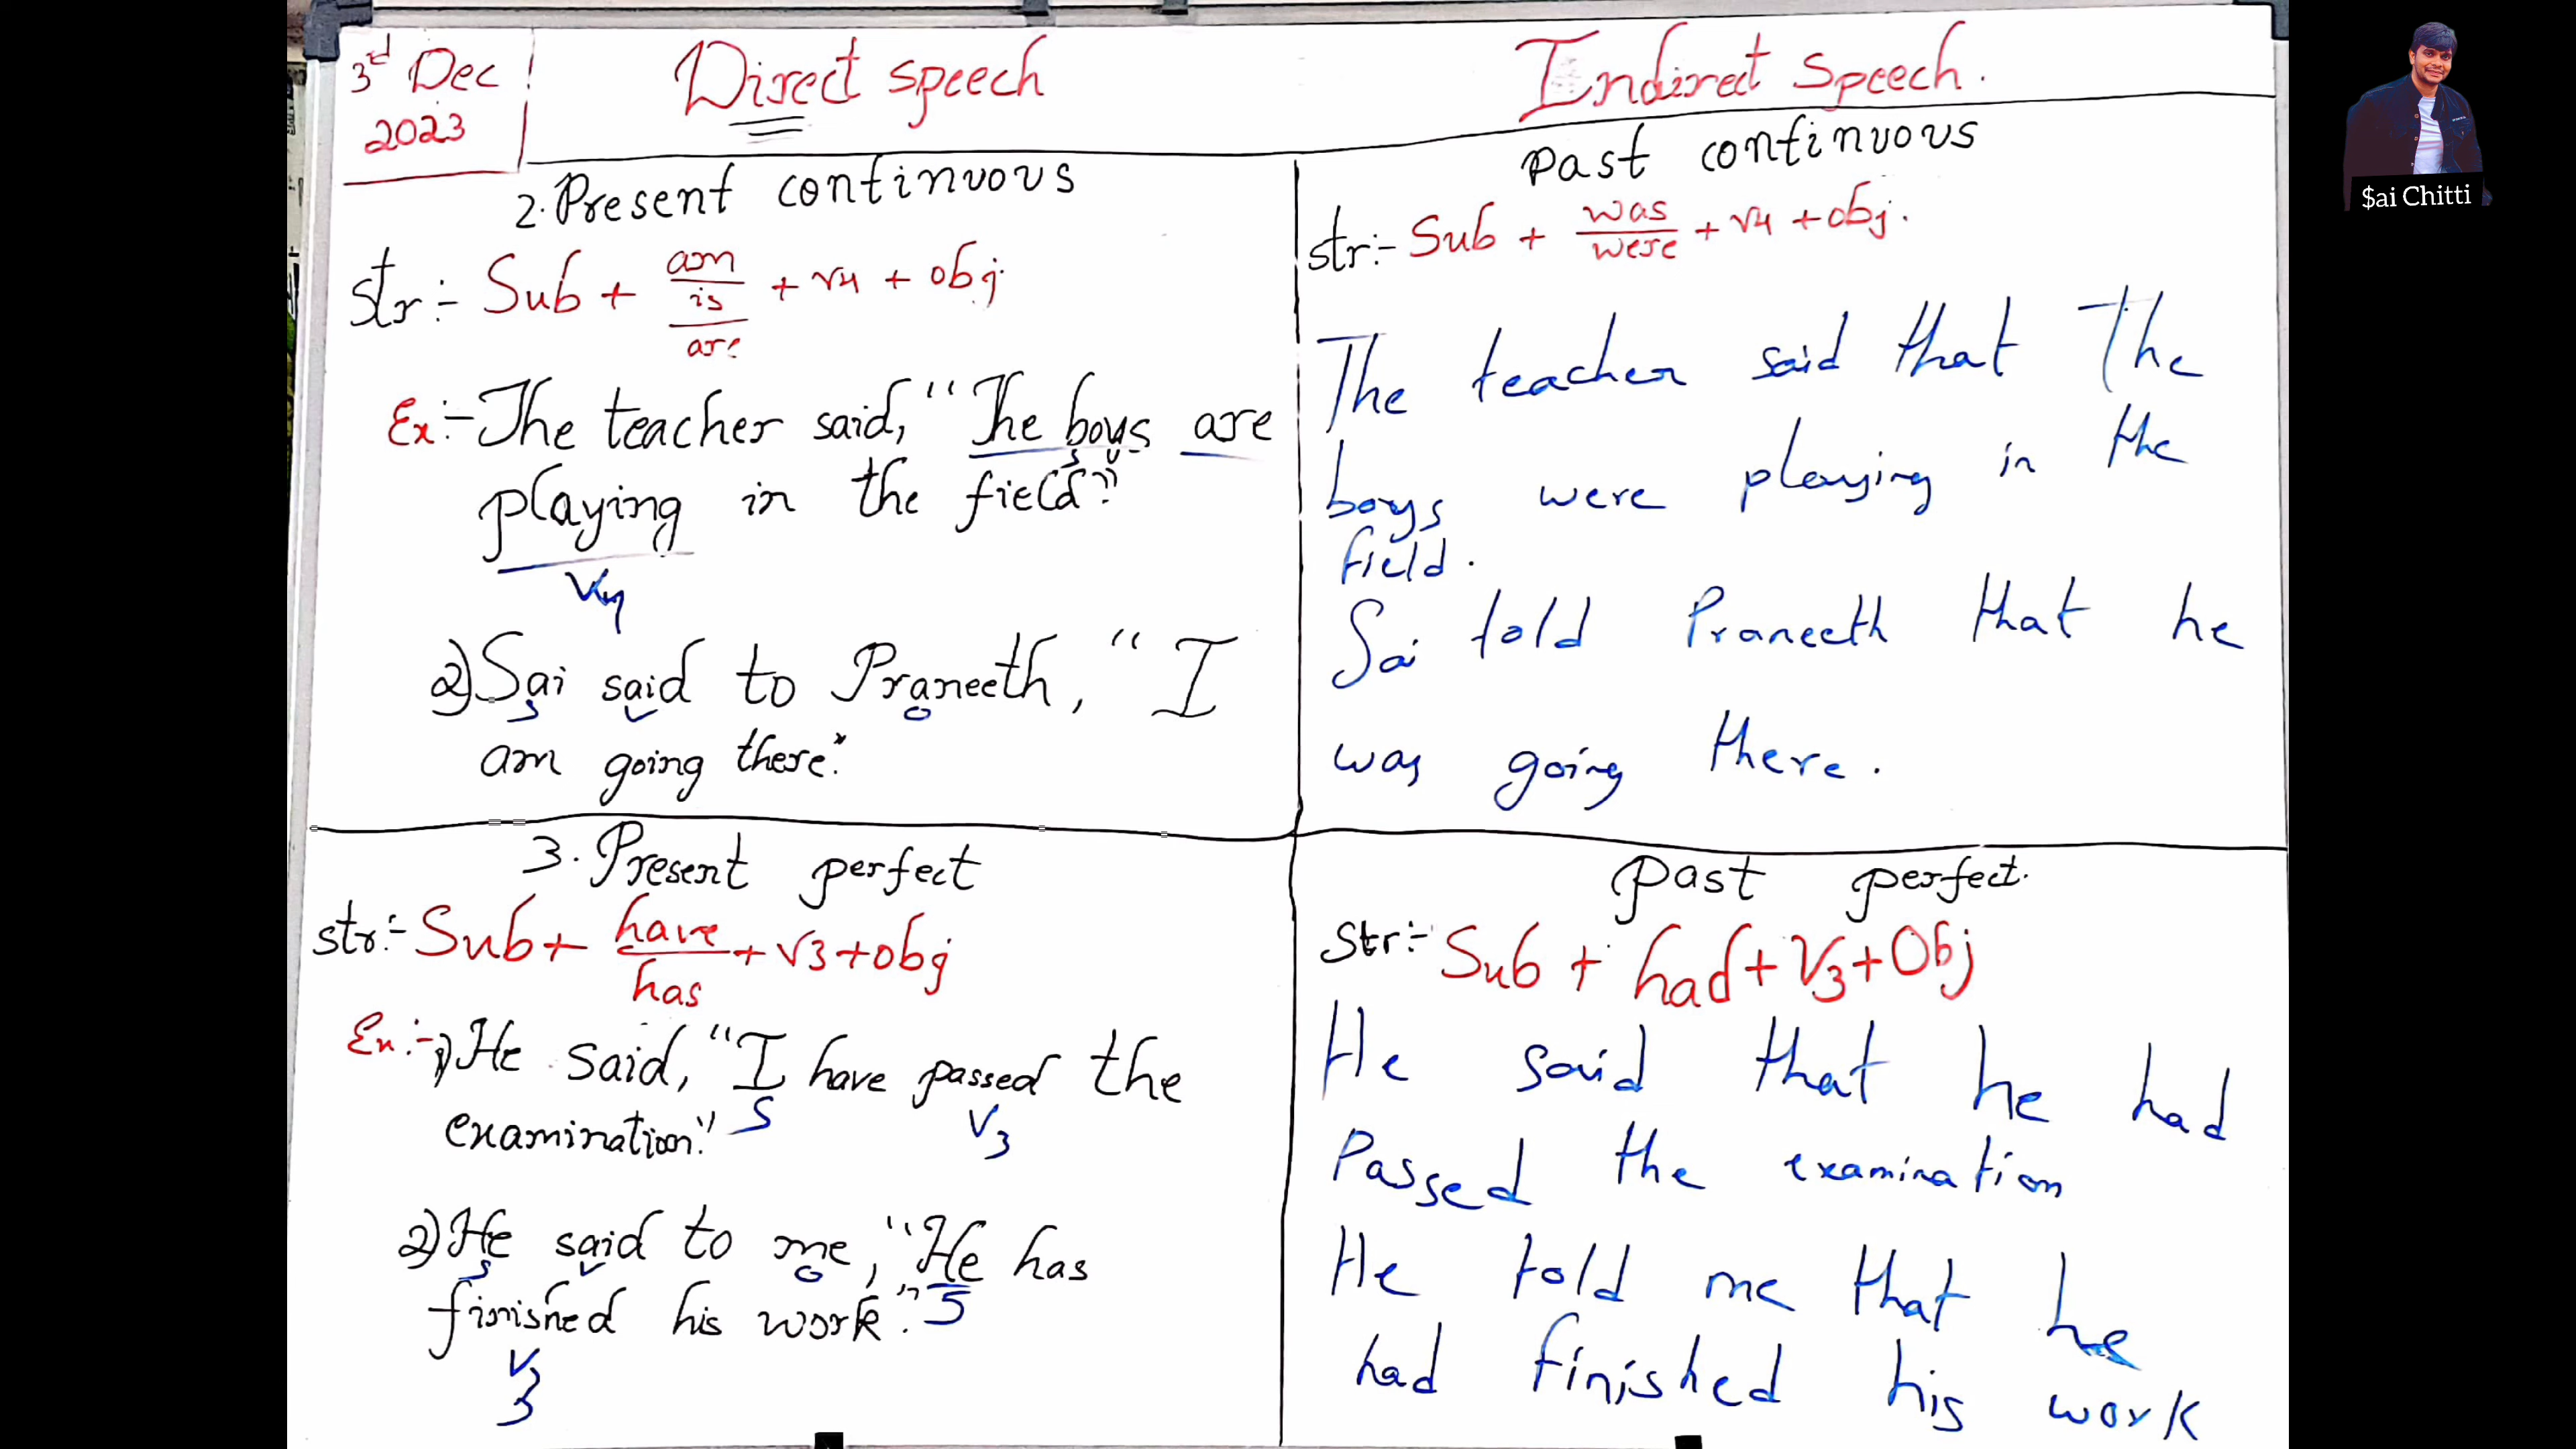 3rd Dec
2023
Direct speech
Indirect Speech.
2. Present continuous
str:- Sub + am/is/are + v4 + obj
Ex:- The teacher said, "The boys are
s v
playing in the field."
V4
2) Sai said to Praneeth, "I
s v o
am going there."
Past continuous
str:- Sub + was/were + v4 + obj.
The teacher said that The
boys were playing in the
field.
Sai told Praneeth that he
was going there.
3. Present perfect
str:- Sub + have/has + v3 + obj
Ex:- 1) He said, "I have passed the
S V3
examination."
2) He said to me, "He has
s v o S
finished his work."
V3
Past perfect.
Str:- Sub + had + V3 + Obj
He said that he had
Passed the examination
He told me that he
had finished his work
$ai Chitti